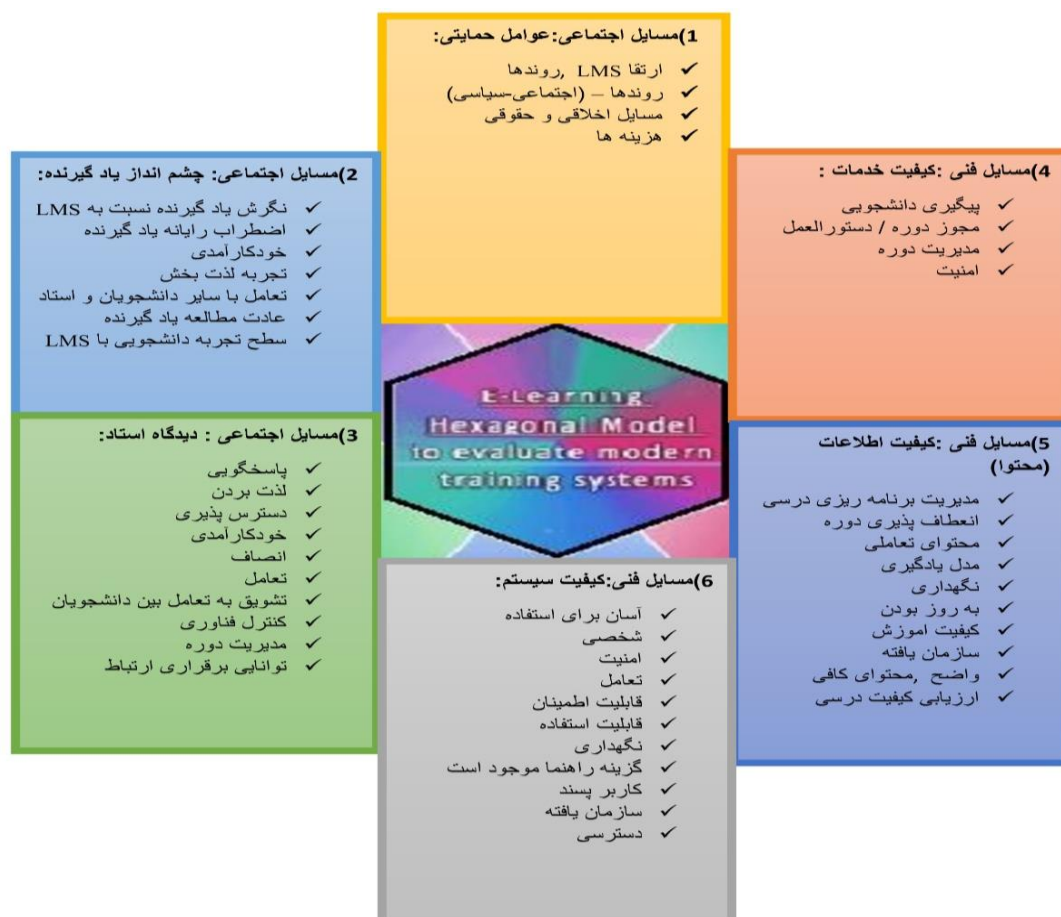 1)مسایل اجتماعی:عوامل حمایتی:
ارتقا LMS ,روندها
روندها – (اجتماعی-سیاسی)
مسایل اخلاقی و حقوقی
هزینه ها
2)مسایل اجتماعی: چشم انداز یاد گیرنده:
نگرش یاد گیرنده نسبت به LMS
اضطراب رایانه یاد گیرنده
خودکارآمدی
تجربه لذت بخش
تعامل با سایر دانشجویان و استاد
عادت مطالعه یاد گیرنده
سطح تجربه دانشجویی با LMS
3)مسایل اجتماعی : دیدگاه استاد:
پاسخگویی
لذت بردن
دسترس پذیری
خودکارآمدی
انصاف
تعامل
تشویق به تعامل بین دانشجویان
کنترل فناوری
مدیریت دوره
توانایی برقراری ارتباط
4)مسایل فنی :کیفیت خدمات :
پیگیری دانشجویی
مجوز دوره / دستورالعمل
مدیریت دوره
امنیت
5)مسایل فنی :کیفیت اطلاعات
(محتوا)
مدیریت برنامه ریزی درسی
انعطاف پذیری دوره
محتوای تعاملی
مدل یادگیری
نگهداری
به روز بودن
کیفیت اموزش
سازمان یافته
واضح ,محتوای کافی
ارزیابی کیفیت درسی
6)مسایل فنی:کیفیت سیستم:
آسان برای استفاده
شخصی
امنیت
تعامل
قابلیت اطمینان
قابلیت استفاده
نگهداری
گزینه راهنما موجود است
کاربر پسند
سازمان یافته
دسترسی
E-Learning
Hexagonal Model
to evaluate modern
training systems